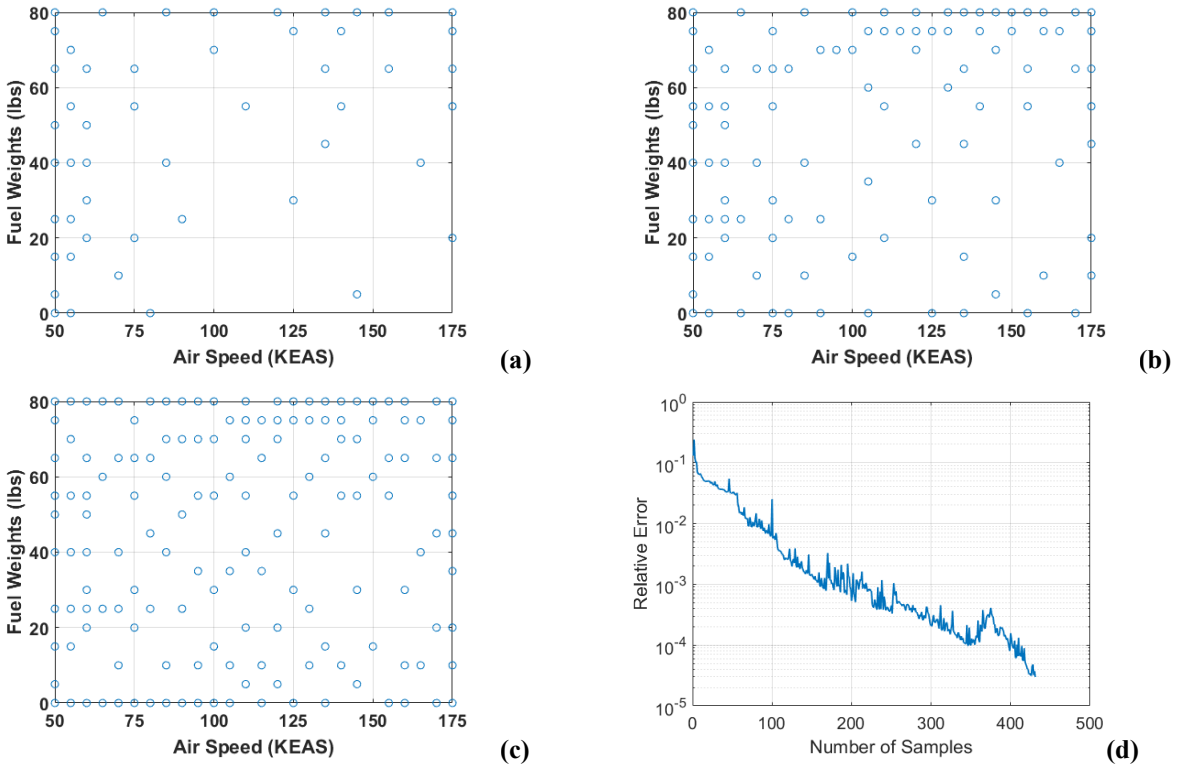 80
60
40
20
0
Fuel Weights (lbs)
50 75 100 125 150 175
Air Speed (KEAS)
(a)
80
60
40
20
0
Fuel Weights (lbs)
50 75 100 125 150 175
Air Speed (KEAS)
(b)
80
60
40
20
0
Fuel Weights (lbs)
50 75 100 125 150 175
Air Speed (KEAS)
(c)
10^0
10^-1
10^-2
10^-3
10^-4
10^-5
Relative Error
0 100 200 300 400 500
Number of Samples
(d)